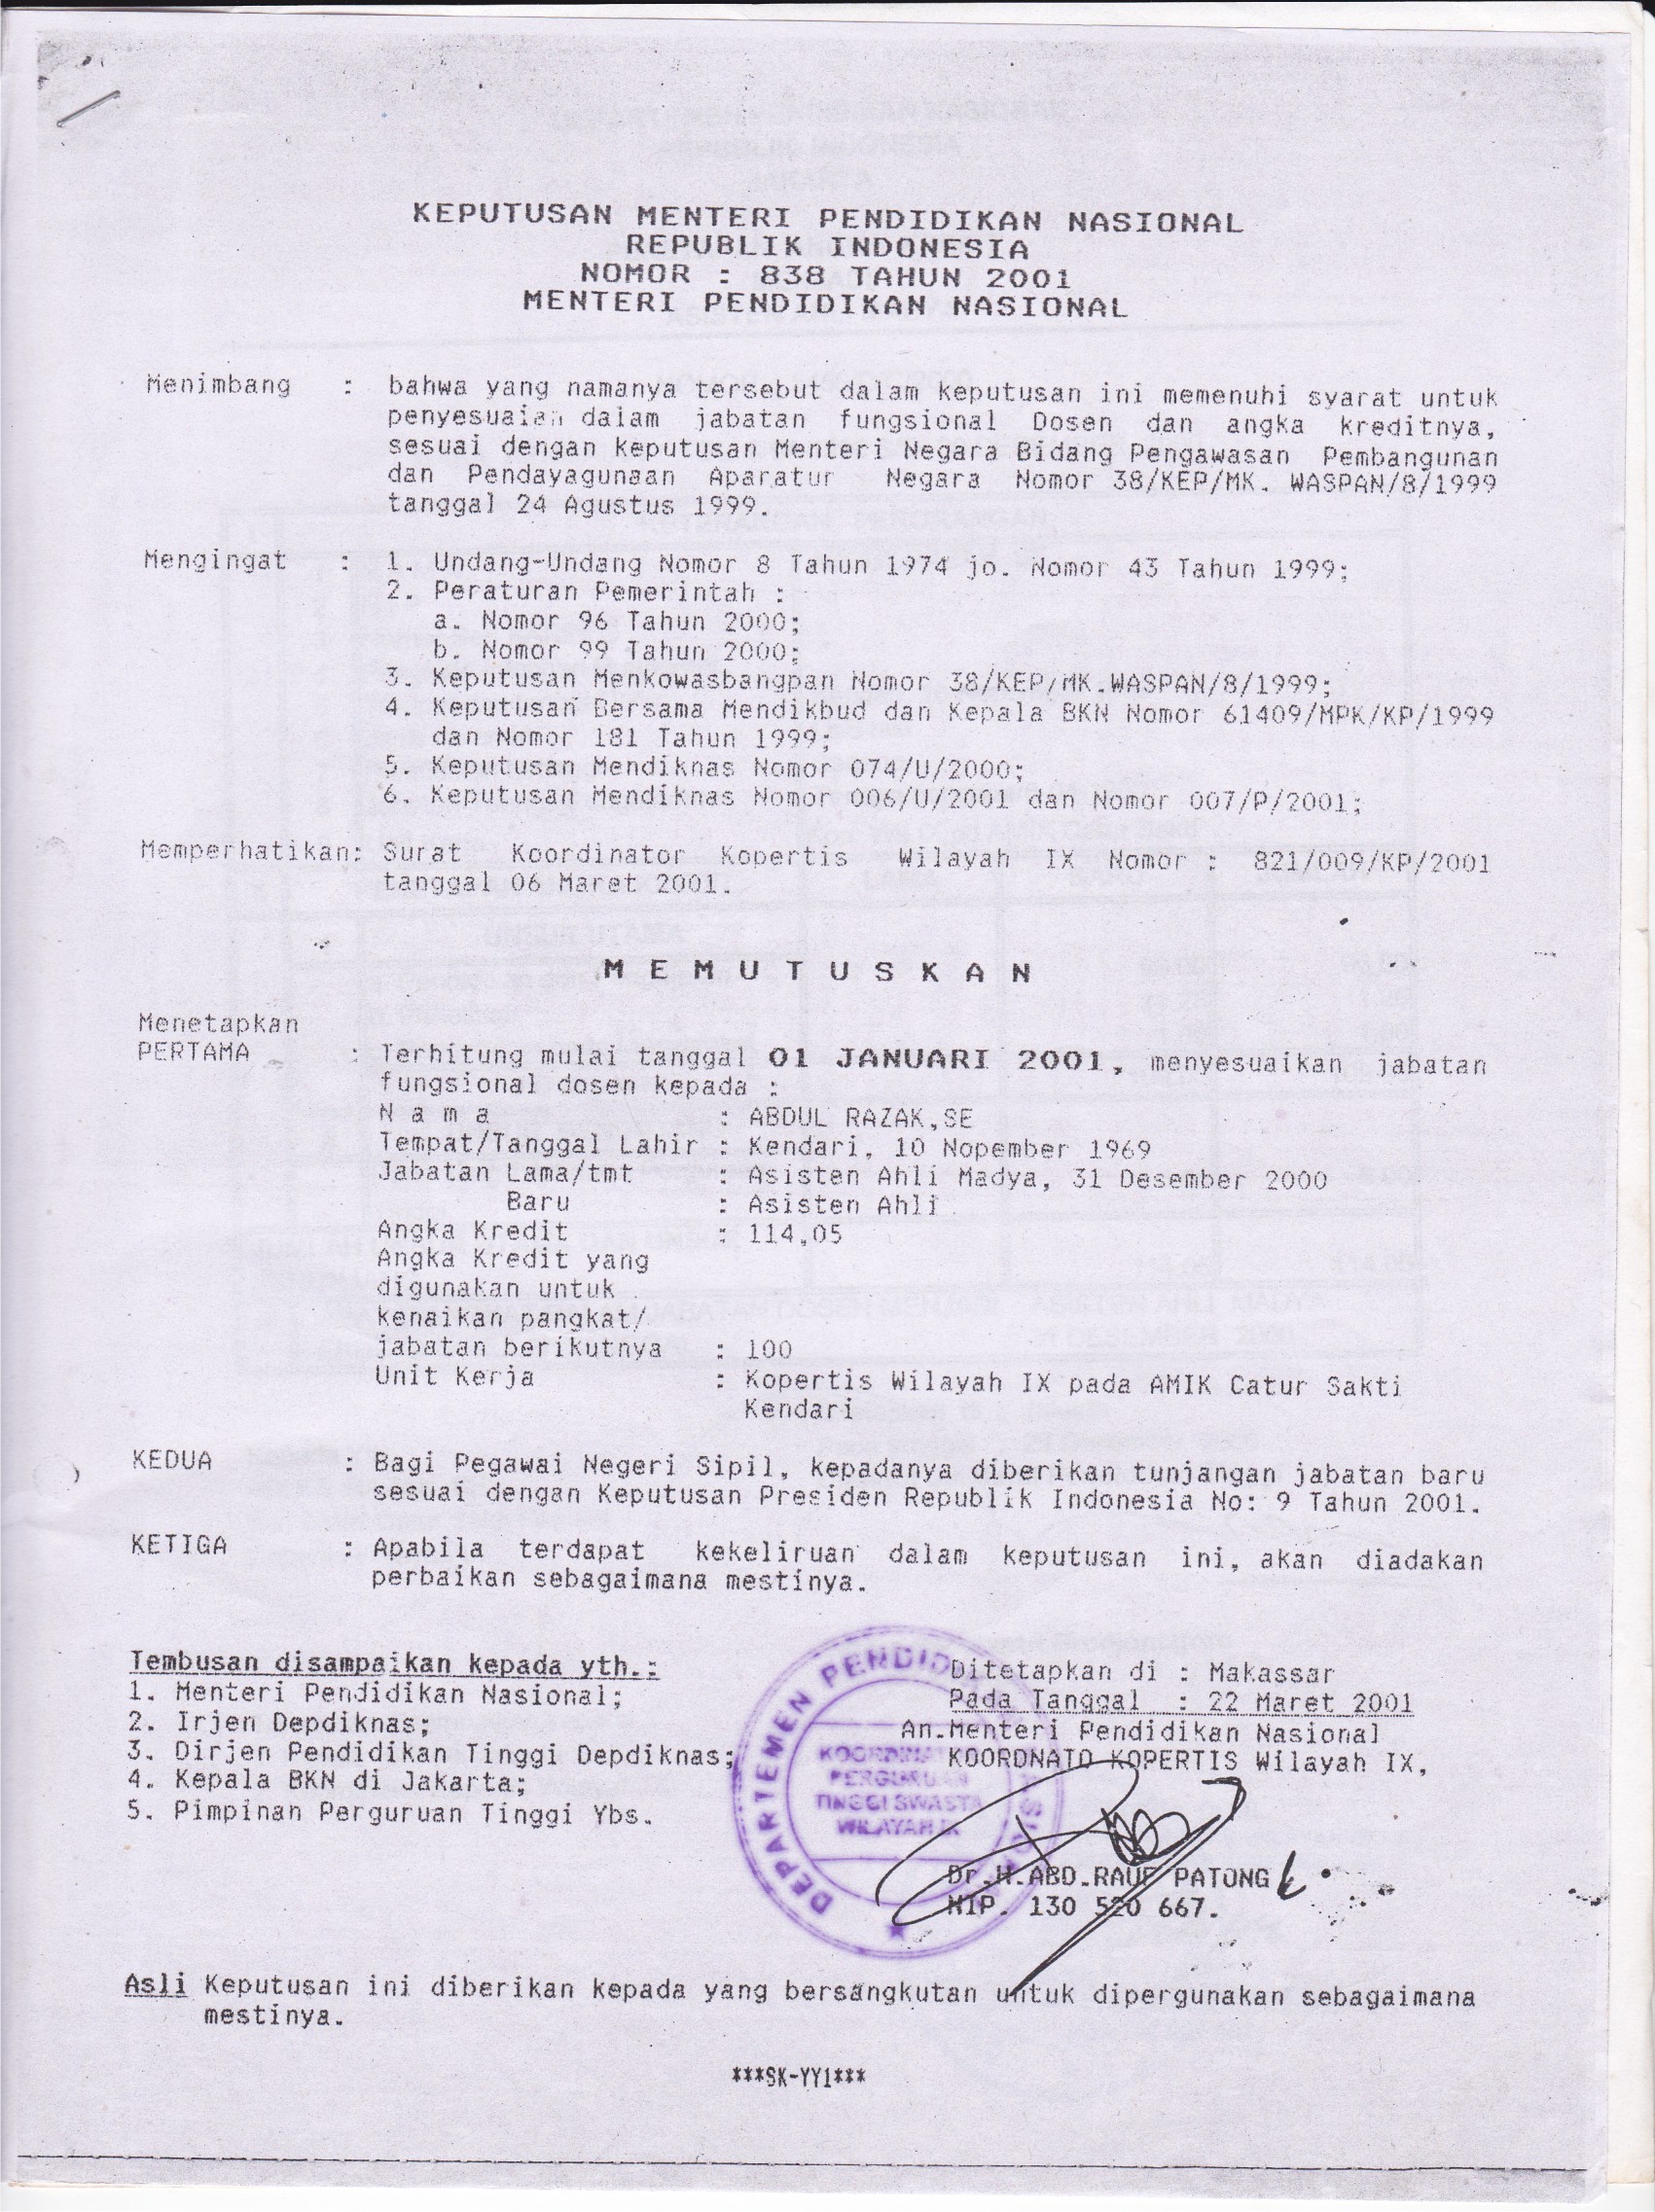 KEPUTUSAN MENTERI PENDIDIKAN NASIONAL
REPUBLIK INDONESIA
NOMOR : 838 TAHUN 2001
MENTERI PENDIDIKAN NASIONAL
Menimbang : bahwa yang namanya tersebut dalam keputusan ini memenuhi syarat untuk
penyesuaian dalam jabatan fungsional Dosen dan angka kreditnya,
sesuai dengan keputusan Menteri Negara Bidang Pengawasan Pembangunan
dan Pendayagunaan Aparatur Negara Nomor 38/KEP/MK. WASPAN/8/1999
tanggal 24 Agustus 1999.
Mengingat : 1. Undang-Undang Nomor 8 Tahun 1974 jo. Nomor 43 Tahun 1999;
2. Peraturan Pemerintah :
a. Nomor 96 Tahun 2000;
b. Nomor 99 Tahun 2000;
3. Keputusan Menkowasbangpan Nomor 38/KEP/MK.WASPAN/8/1999;
4. Keputusan Bersama Mendikbud dan Kepala BKN Nomor 61409/MPK/KP/1999
dan Nomor 181 Tahun 1999;
5. Keputusan Mendiknas Nomor 074/U/2000;
6. Keputusan Mendiknas Nomor 006/U/2001 dan Nomor 007/P/2001;
Memperhatikan: Surat Koordinator Kopertis Wilayah IX Nomor : 821/009/KP/2001
tanggal 06 Maret 2001.
M E M U T U S K A N
Menetapkan
PERTAMA : Terhitung mulai tanggal 01 JANUARI 2001, menyesuaikan jabatan
fungsional dosen kepada :
N a m a : ABDUL RAZAK,SE
Tempat/Tanggal Lahir : Kendari, 10 Nopember 1969
Jabatan Lama/tmt : Asisten Ahli Madya, 31 Desember 2000
Baru : Asisten Ahli
Angka Kredit : 114,05
Angka Kredit yang
digunakan untuk
kenaikan pangkat/
jabatan berikutnya : 100
Unit Kerja : Kopertis Wilayah IX pada AMIK Catur Sakti
Kendari
KEDUA : Bagi Pegawai Negeri Sipil, kepadanya diberikan tunjangan jabatan baru
sesuai dengan Keputusan Presiden Republik Indonesia No: 9 Tahun 2001.
KETIGA : Apabila terdapat kekeliruan dalam keputusan ini, akan diadakan
perbaikan sebagaimana mestinya.
Tembusan disampaikan kepada yth.:
1. Menteri Pendidikan Nasional;
2. Irjen Depdiknas;
3. Dirjen Pendidikan Tinggi Depdiknas;
4. Kepala BKN di Jakarta;
5. Pimpinan Perguruan Tinggi Ybs.
Ditetapkan di : Makassar
Pada Tanggal : 22 Maret 2001
An.Menteri Pendidikan Nasional
KOORDNATO KOPERTIS Wilayah IX,
DEPARTEMEN
TINGGI SWASTA
WILAYAH IX
Dr.H.ABD.RAUF PATONG
NIP. 130 520 667.
Asli Keputusan ini diberikan kepada yang bersangkutan untuk dipergunakan sebagaimana
mestinya.
***SK-YY1***